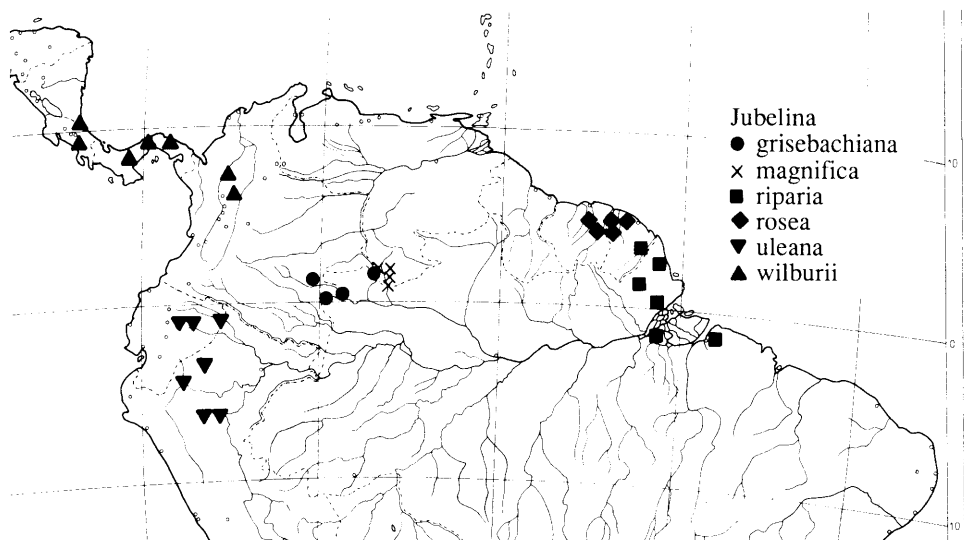 Jubelina
grisebachiana
magnifica
riparia
rosea
uleana
wilburii
10
0
10